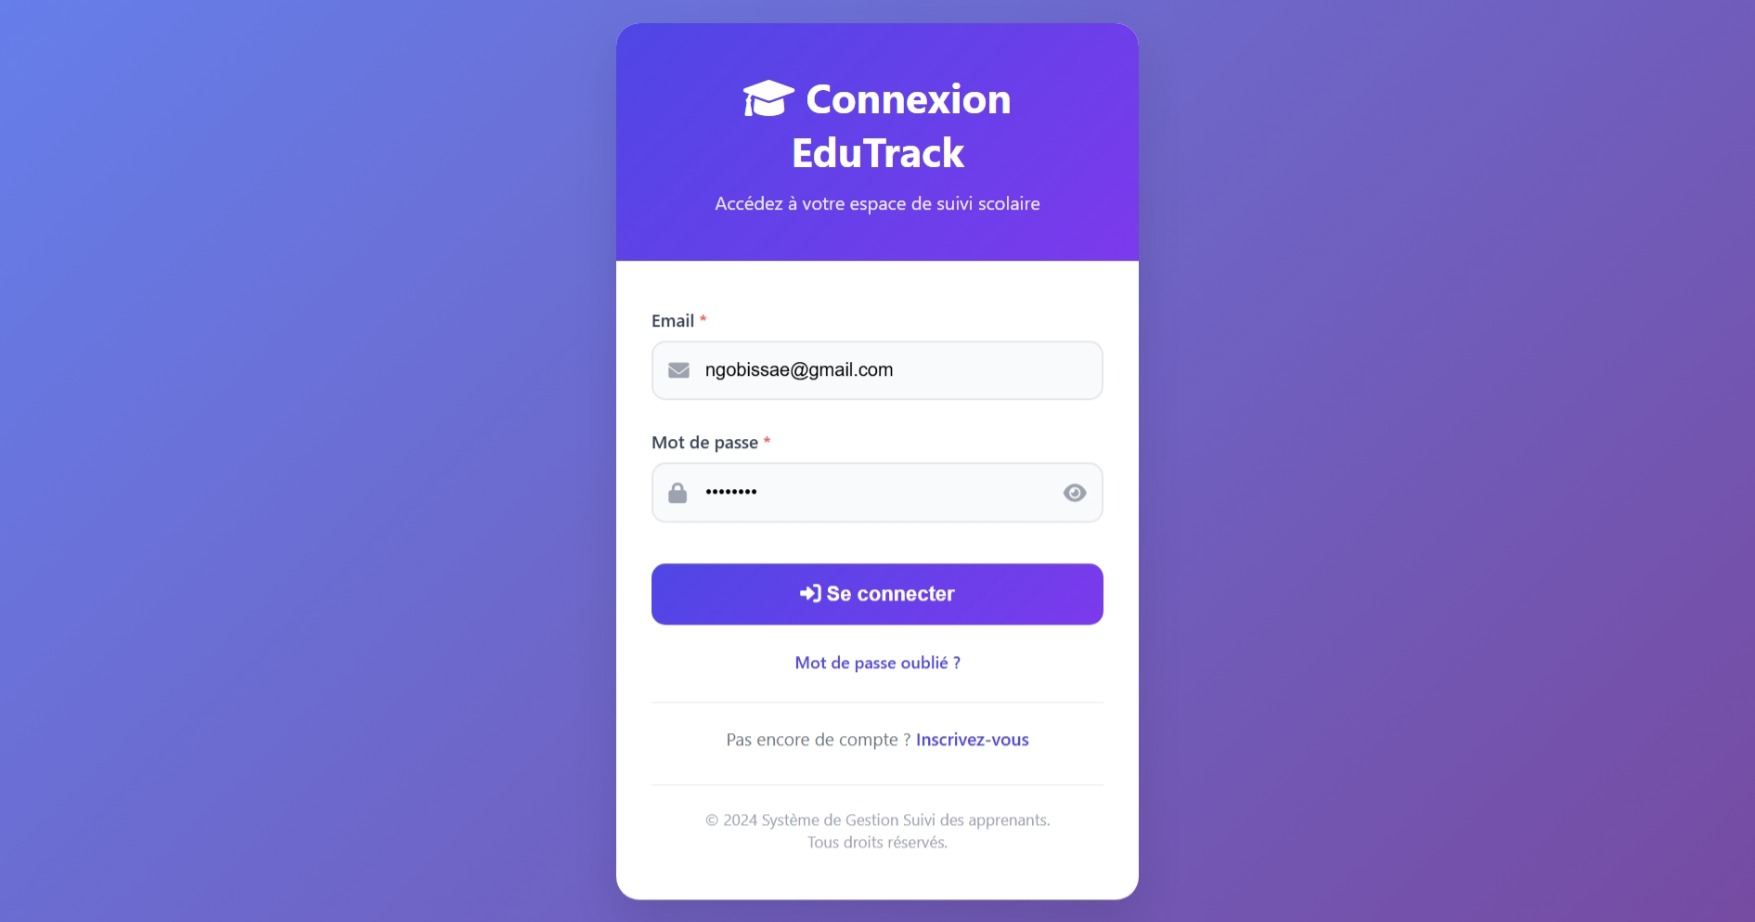 Connexion
EduTrack
Accédez à votre espace de suivi scolaire
Email *
ngobissae@gmail.com
Mot de passe *
••••••••
Se connecter
Mot de passe oublié ?
Pas encore de compte ? Inscrivez-vous
© 2024 Système de Gestion Suivi des apprenants.
Tous droits réservés.